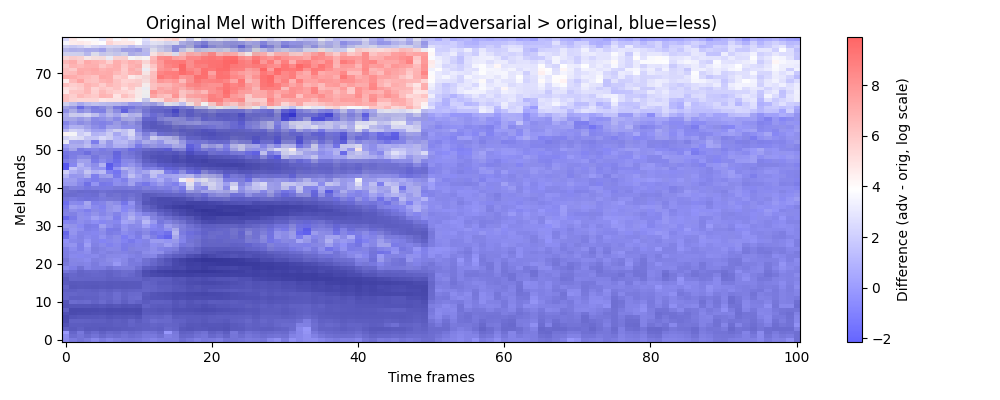 Original Mel with Differences (red=adversarial > original, blue=less)
70
60
50
40
30
20
10
0
Mel bands
0 20 40 60 80 100
Time frames
8
6
4
2
0
−2
Difference (adv - orig, log scale)